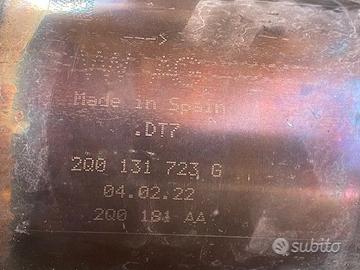 --->
VW AG
Made in Spain
.DT7
2Q0 131 723 G
04.02.22
2Q0 181 AA
subito